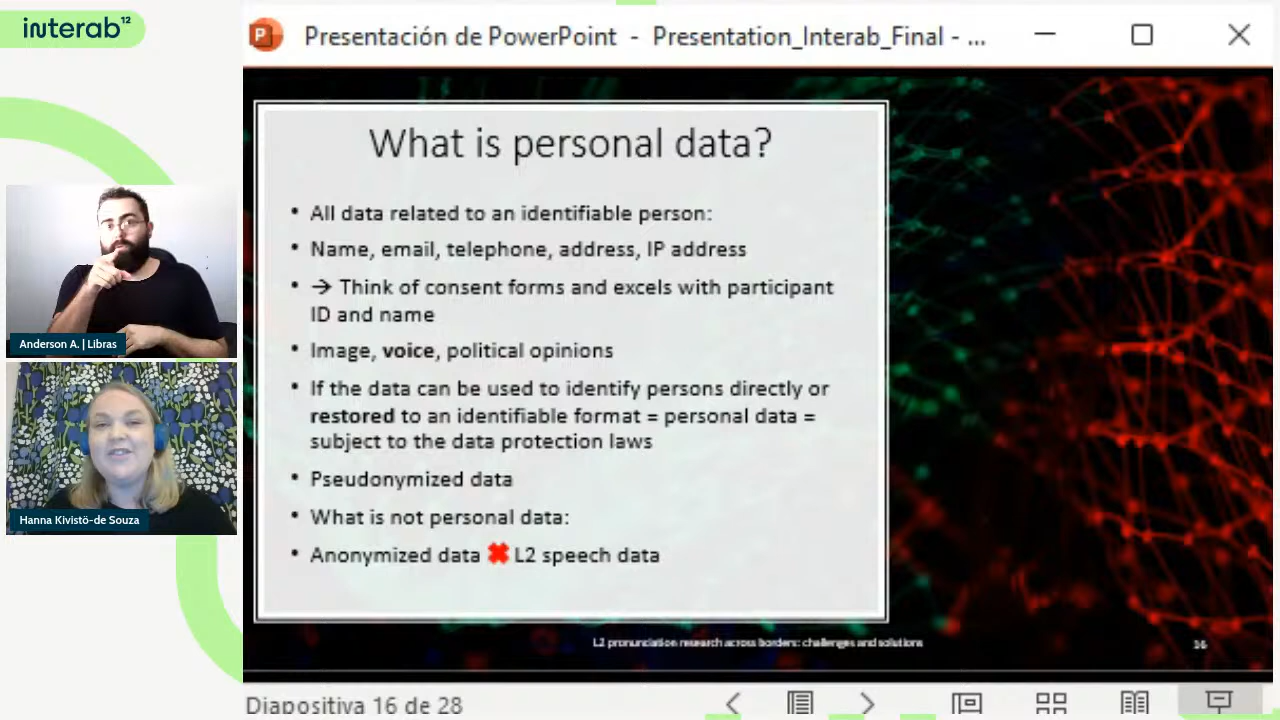 interab¹²
Presentación de PowerPoint - Presentation_Interab_Final - ...
What is personal data?
• All data related to an identifiable person:
• Name, email, telephone, address, IP address
• → Think of consent forms and excels with participant
ID and name
• Image, voice, political opinions
• If the data can be used to identify persons directly or
restored to an identifiable format = personal data =
subject to the data protection laws
• Pseudonymized data
• What is not personal data:
• Anonymized data ✖ L2 speech data
L2 pronunciation research across borders: challenges and solutions
16
Anderson A. | Libras
Hanna Kivistö-de Souza
Diapositiva 16 de 28